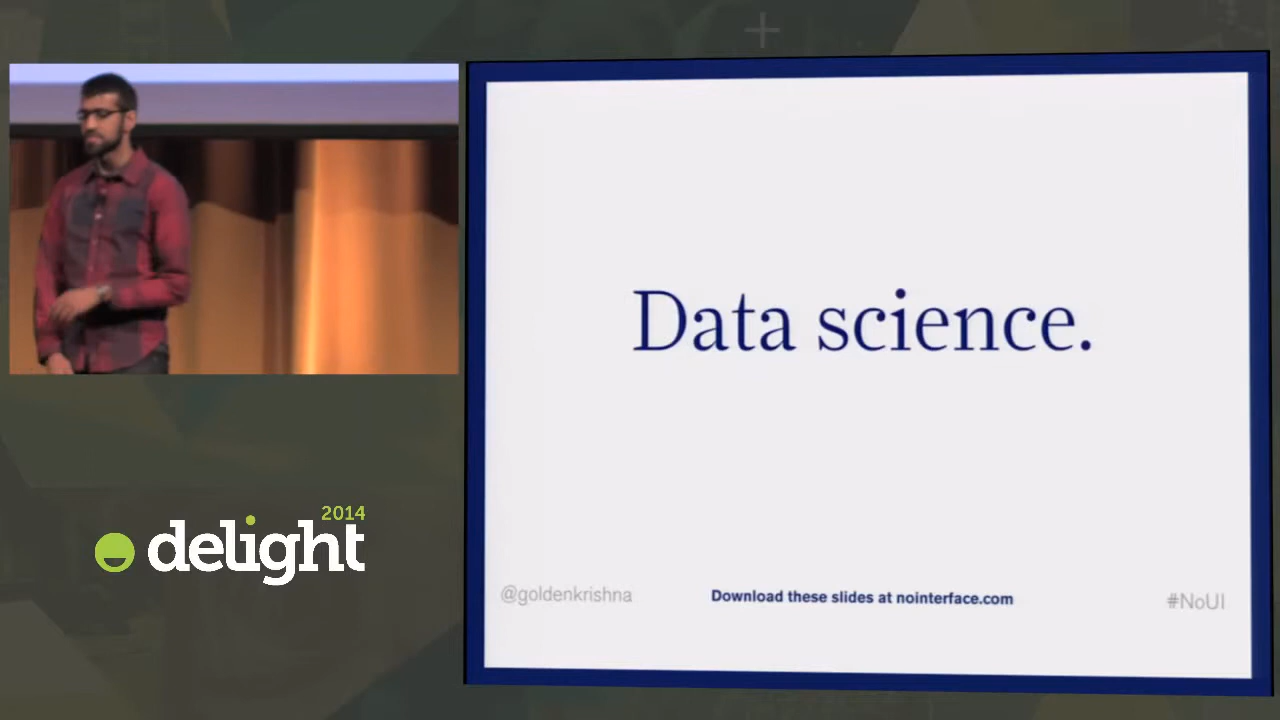 Data science.
@goldenkrishna
Download these slides at nointerface.com
#NoUI
2014
delight